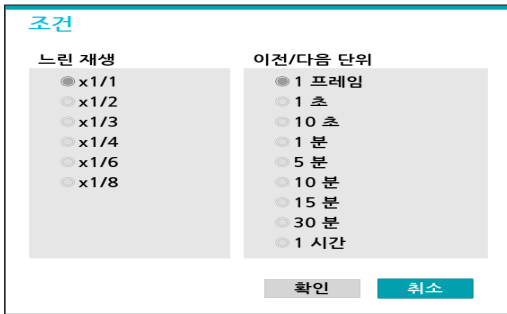 조건
느린 재생
x1/1
x1/2
x1/3
x1/4
x1/6
x1/8
이전/다음 단위
1 프레임
1 초
10 초
1 분
5 분
10 분
15 분
30 분
1 시간
확인
취소